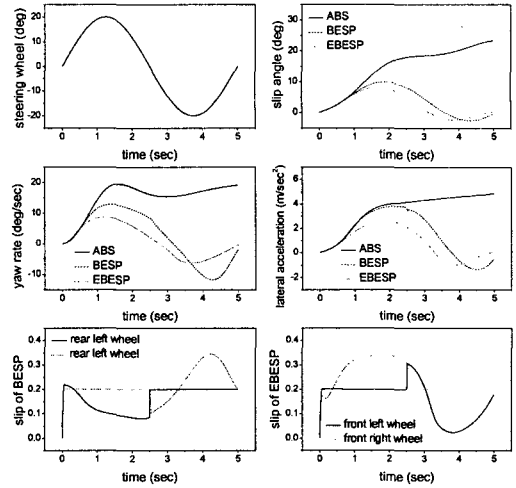 steering wheel (deg)
20
10
0
-10
-20
0 1 2 3 4 5
time (sec)
slip angle (deg)
30
20
10
0
0 1 2 3 4 5
time (sec)
ABS
BESP
EBESP
yaw rate (deg/sec)
20
10
0
-10
0 1 2 3 4 5
time (sec)
ABS
BESP
EBESP
lateral acceleration (m/sec²)
6
4
2
0
0 1 2 3 4 5
time (sec)
ABS
BESP
EBESP
slip of BESP
0.4
0.3
0.2
0.1
0.0
0 1 2 3 4 5
time (sec)
rear left wheel
rear left wheel
slip of EBESP
0.4
0.3
0.2
0.1
0.0
0 1 2 3 4 5
time (sec)
front left wheel
front right wheel